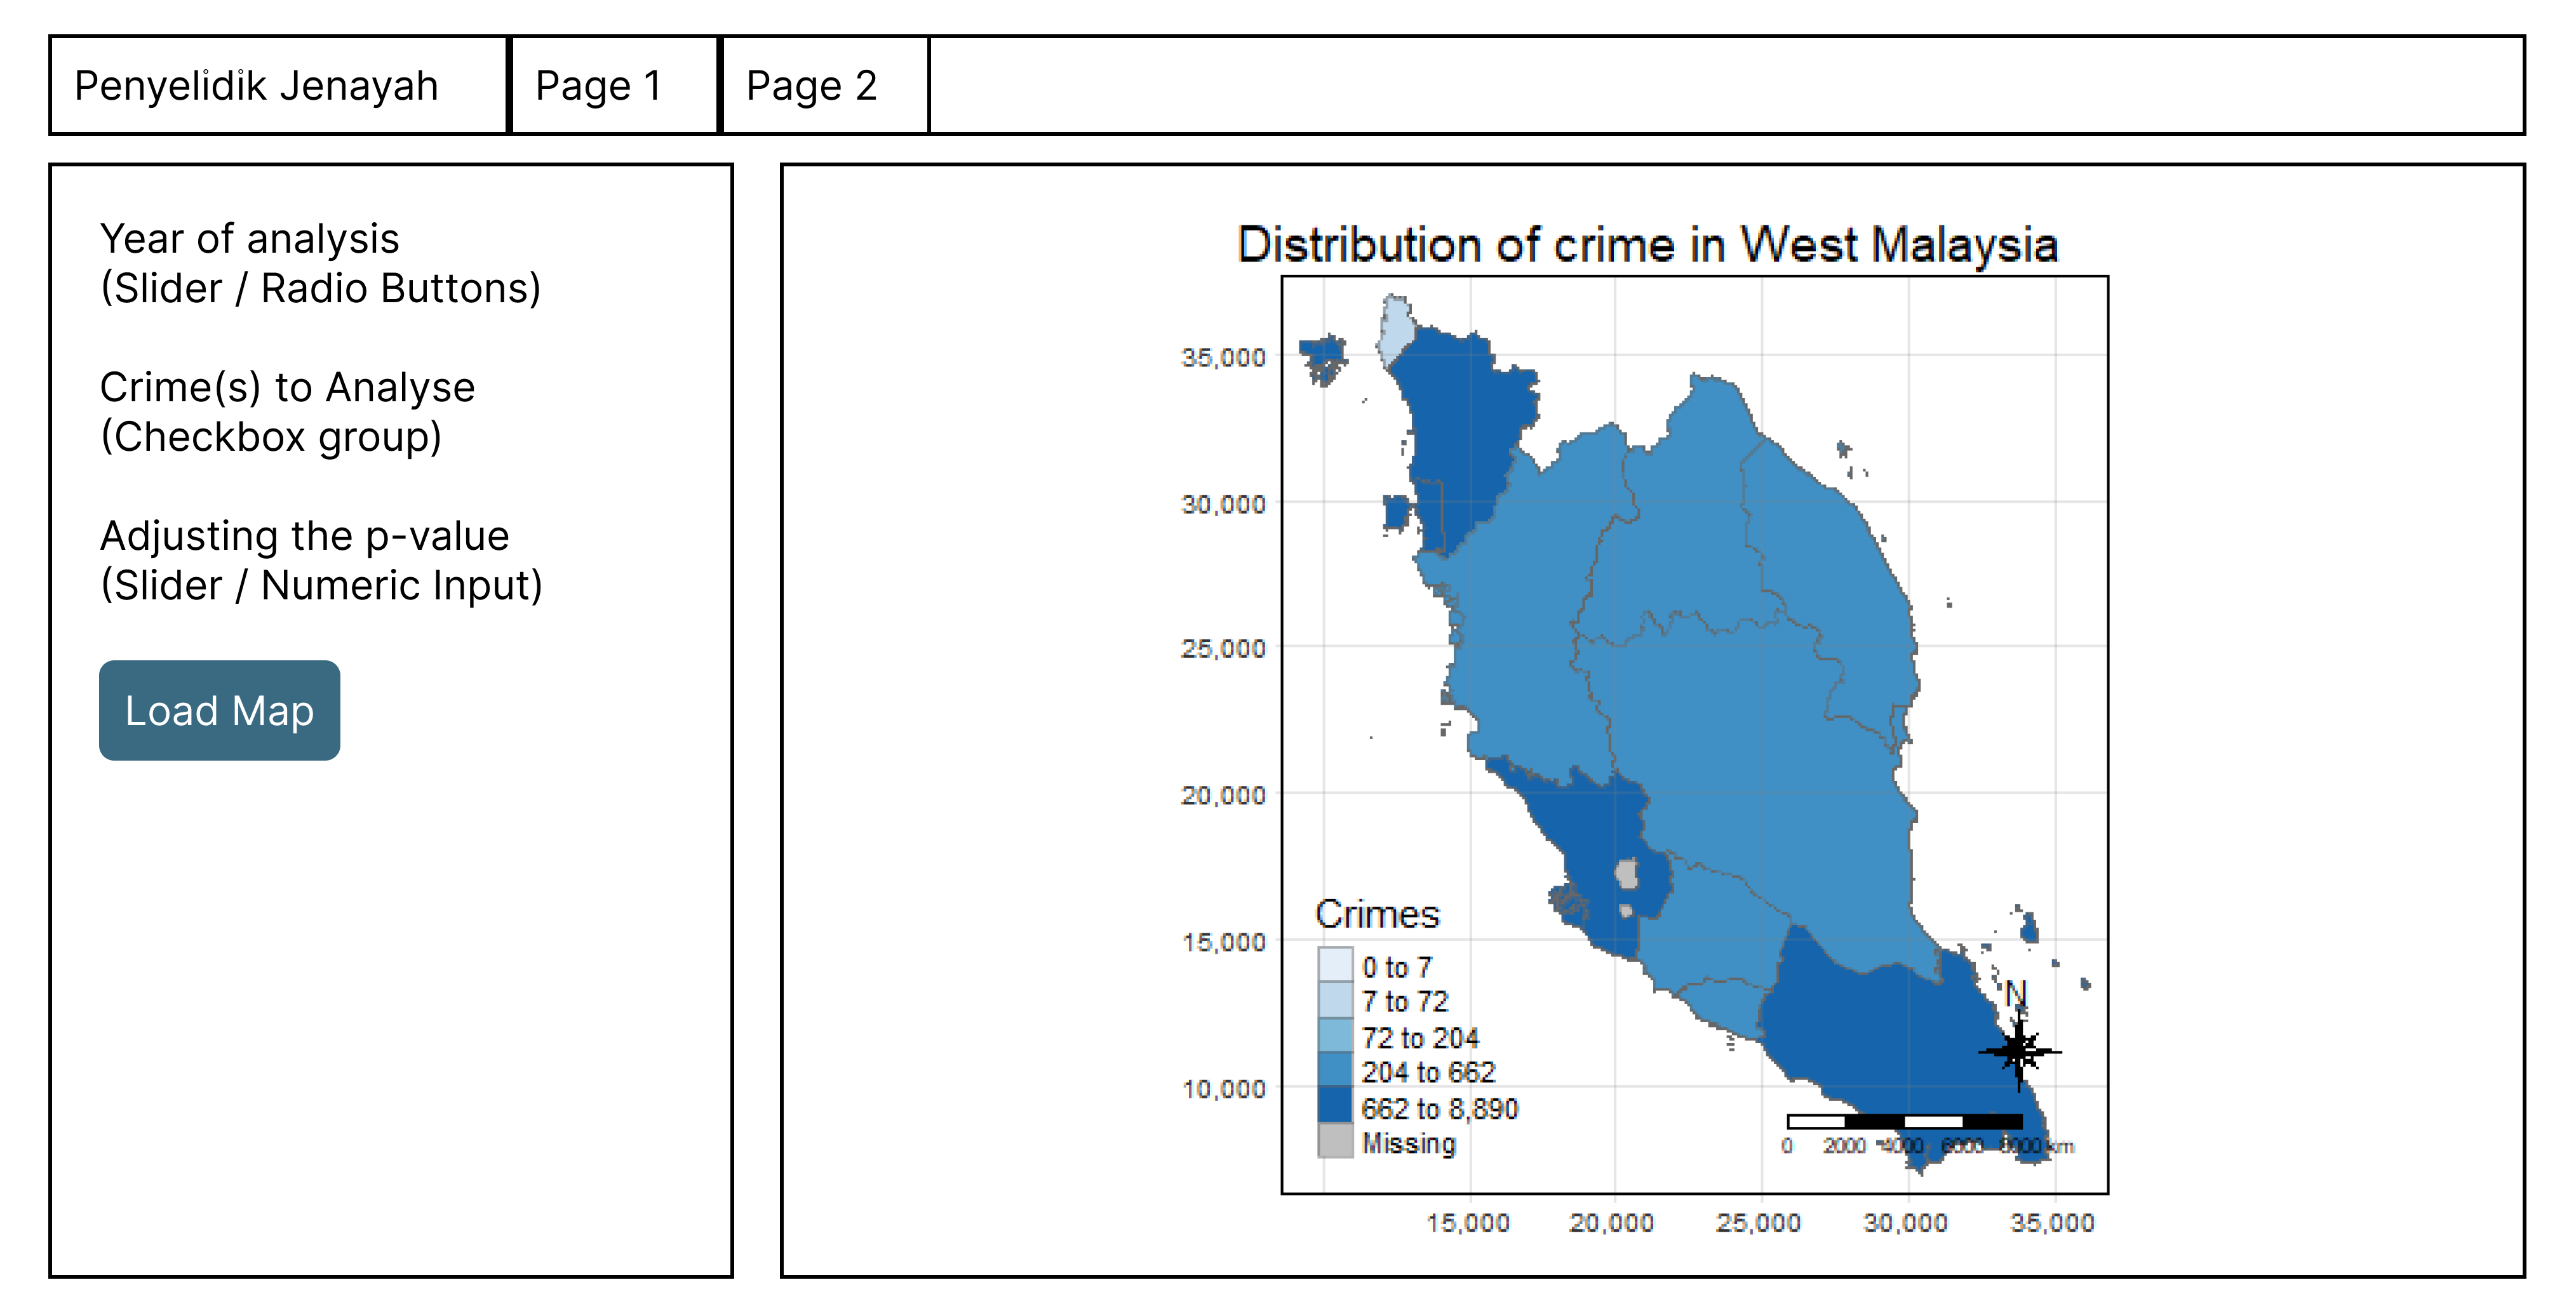 Penyelidik Jenayah
Page 1
Page 2
Year of analysis
(Slider / Radio Buttons)
Crime(s) to Analyse
(Checkbox group)
Adjusting the p-value
(Slider / Numeric Input)
Load Map
Distribution of crime in West Malaysia
35,000
30,000
25,000
20,000
15,000
10,000
Crimes
0 to 7
7 to 72
72 to 204
204 to 662
662 to 8,890
Missing
N
0 2000 4000 6000 8000 km
15,000 20,000 25,000 30,000 35,000